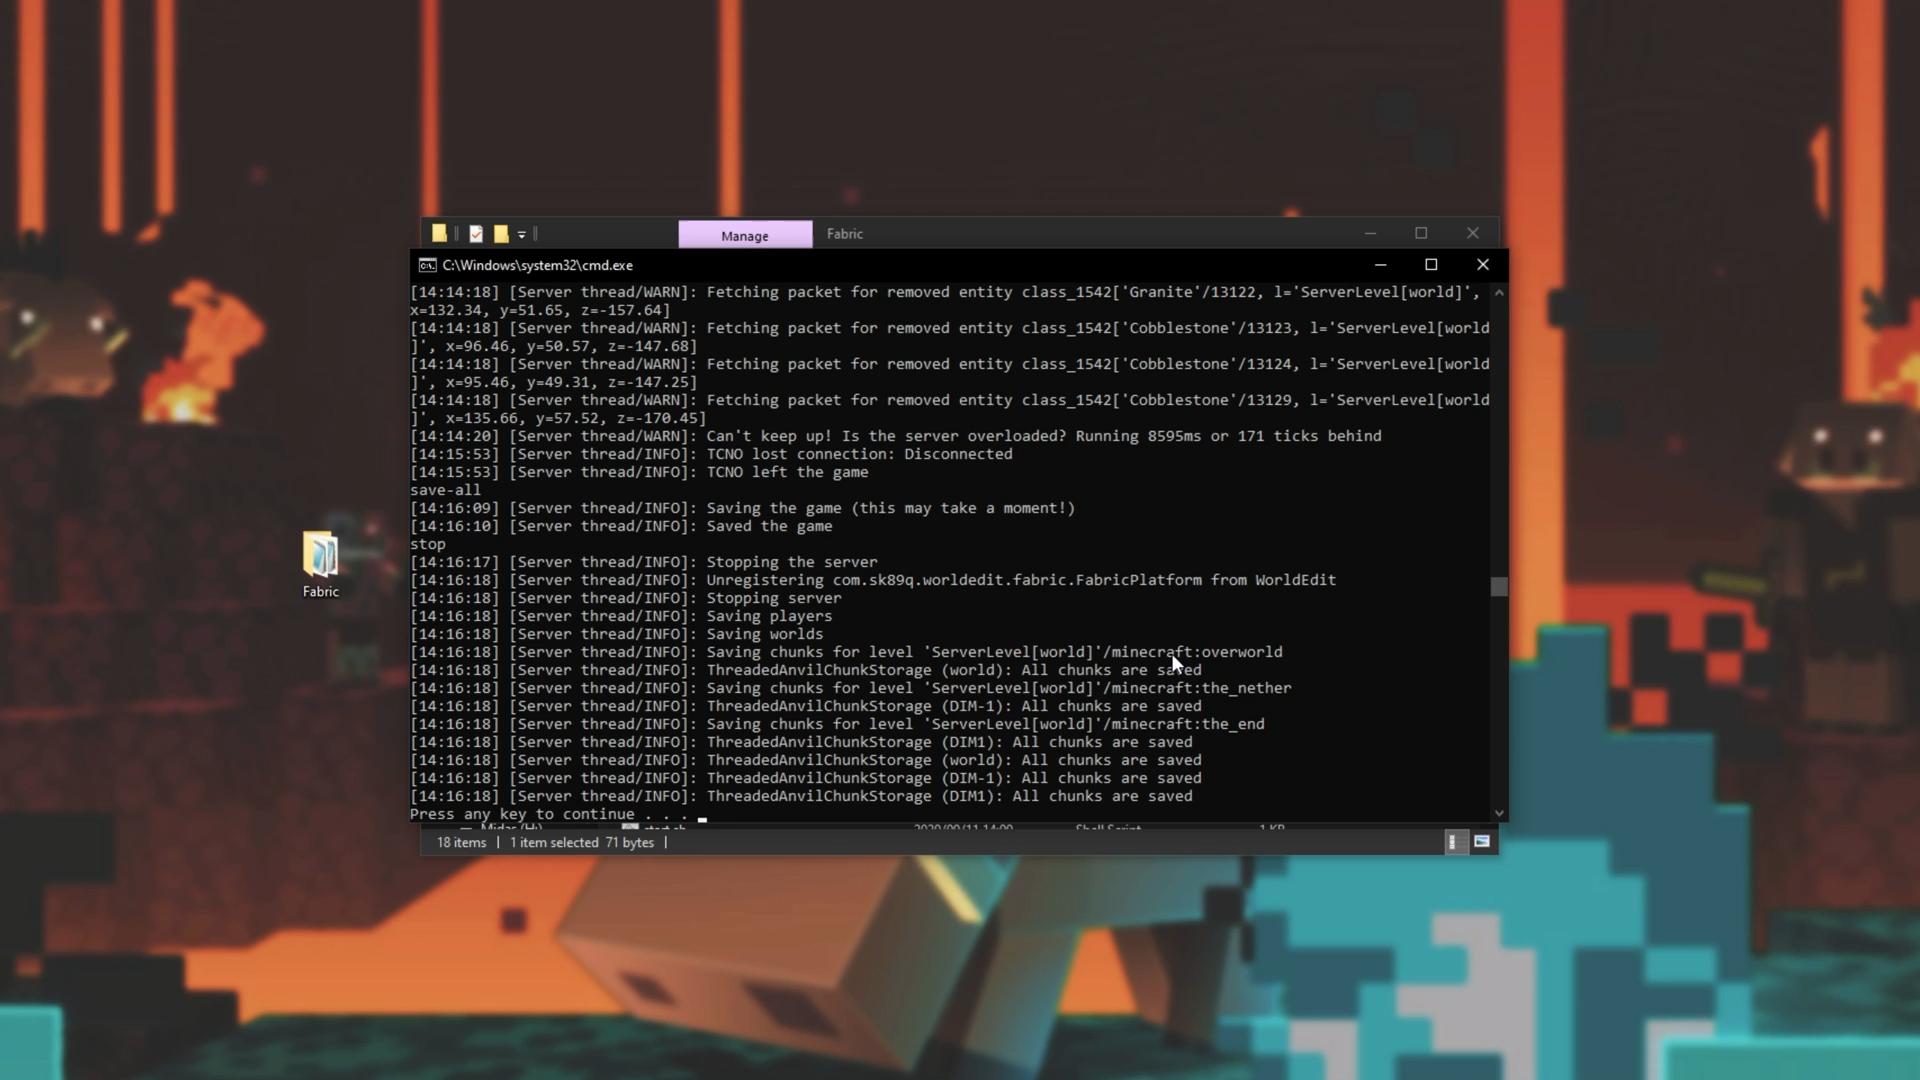 Manage
Fabric
C:\Windows\system32\cmd.exe
[14:14:18] [Server thread/WARN]: Fetching packet for removed entity class_1542['Granite'/13122, l='ServerLevel[world]',
x=132.34, y=51.65, z=-157.64]
[14:14:18] [Server thread/WARN]: Fetching packet for removed entity class_1542['Cobblestone'/13123, l='ServerLevel[world
]', x=96.46, y=50.57, z=-147.68]
[14:14:18] [Server thread/WARN]: Fetching packet for removed entity class_1542['Cobblestone'/13124, l='ServerLevel[world
]', x=95.46, y=49.31, z=-147.25]
[14:14:18] [Server thread/WARN]: Fetching packet for removed entity class_1542['Cobblestone'/13129, l='ServerLevel[world
]', x=135.66, y=57.52, z=-170.45]
[14:14:20] [Server thread/WARN]: Can't keep up! Is the server overloaded? Running 8595ms or 171 ticks behind
[14:15:53] [Server thread/INFO]: TCNO lost connection: Disconnected
[14:15:53] [Server thread/INFO]: TCNO left the game
save-all
[14:16:09] [Server thread/INFO]: Saving the game (this may take a moment!)
[14:16:10] [Server thread/INFO]: Saved the game
stop
[14:16:17] [Server thread/INFO]: Stopping the server
[14:16:18] [Server thread/INFO]: Unregistering com.sk89q.worldedit.fabric.FabricPlatform from WorldEdit
[14:16:18] [Server thread/INFO]: Stopping server
[14:16:18] [Server thread/INFO]: Saving players
[14:16:18] [Server thread/INFO]: Saving worlds
[14:16:18] [Server thread/INFO]: Saving chunks for level 'ServerLevel[world]'/minecraft:overworld
[14:16:18] [Server thread/INFO]: ThreadedAnvilChunkStorage (world): All chunks are saved
[14:16:18] [Server thread/INFO]: Saving chunks for level 'ServerLevel[world]'/minecraft:the_nether
[14:16:18] [Server thread/INFO]: ThreadedAnvilChunkStorage (DIM-1): All chunks are saved
[14:16:18] [Server thread/INFO]: Saving chunks for level 'ServerLevel[world]'/minecraft:the_end
[14:16:18] [Server thread/INFO]: ThreadedAnvilChunkStorage (DIM1): All chunks are saved
[14:16:18] [Server thread/INFO]: ThreadedAnvilChunkStorage (world): All chunks are saved
[14:16:18] [Server thread/INFO]: ThreadedAnvilChunkStorage (DIM-1): All chunks are saved
[14:16:18] [Server thread/INFO]: ThreadedAnvilChunkStorage (DIM1): All chunks are saved
Press any key to continue . . .
18 items | 1 item selected 71 bytes |
Fabric